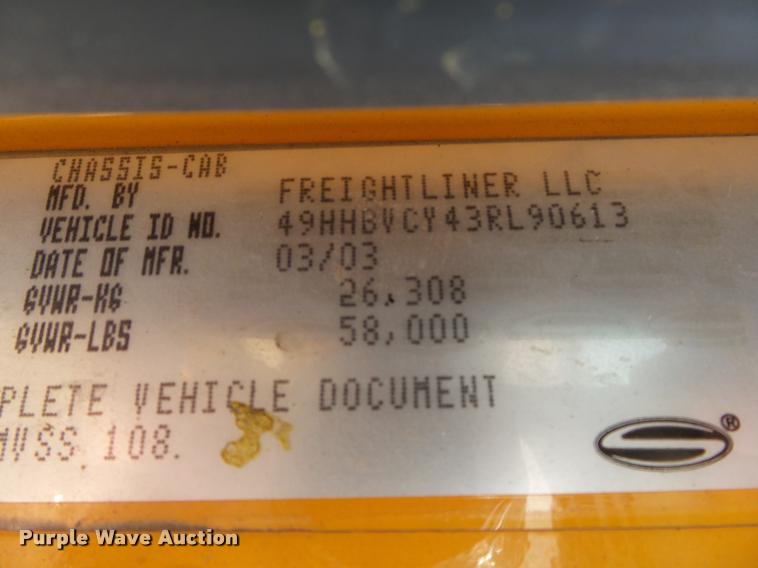 CHASSIS-CAB
MFD. BY FREIGHTLINER LLC
VEHICLE ID NO. 49HHBVCY43RL90613
DATE OF MFR. 03/03
GVWR-KG 26,308
GVWR-LBS 58,000
PLETE VEHICLE DOCUMENT
MVSS 108.
®
Purple Wave Auction